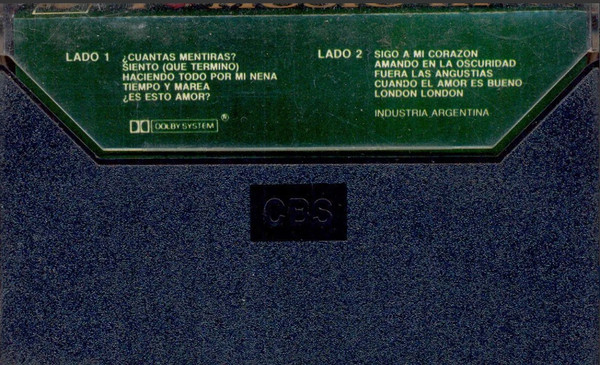 LADO 1
¿CUANTAS MENTIRAS?
SIENTO (QUE TERMINO)
HACIENDO TODO POR MI NENA
TIEMPO Y MAREA
¿ES ESTO AMOR?
DOLBY SYSTEM ®
LADO 2
SIGO A MI CORAZON
AMANDO EN LA OSCURIDAD
FUERA LAS ANGUSTIAS
CUANDO EL AMOR ES BUENO
LONDON LONDON
INDUSTRIA ARGENTINA
CBS